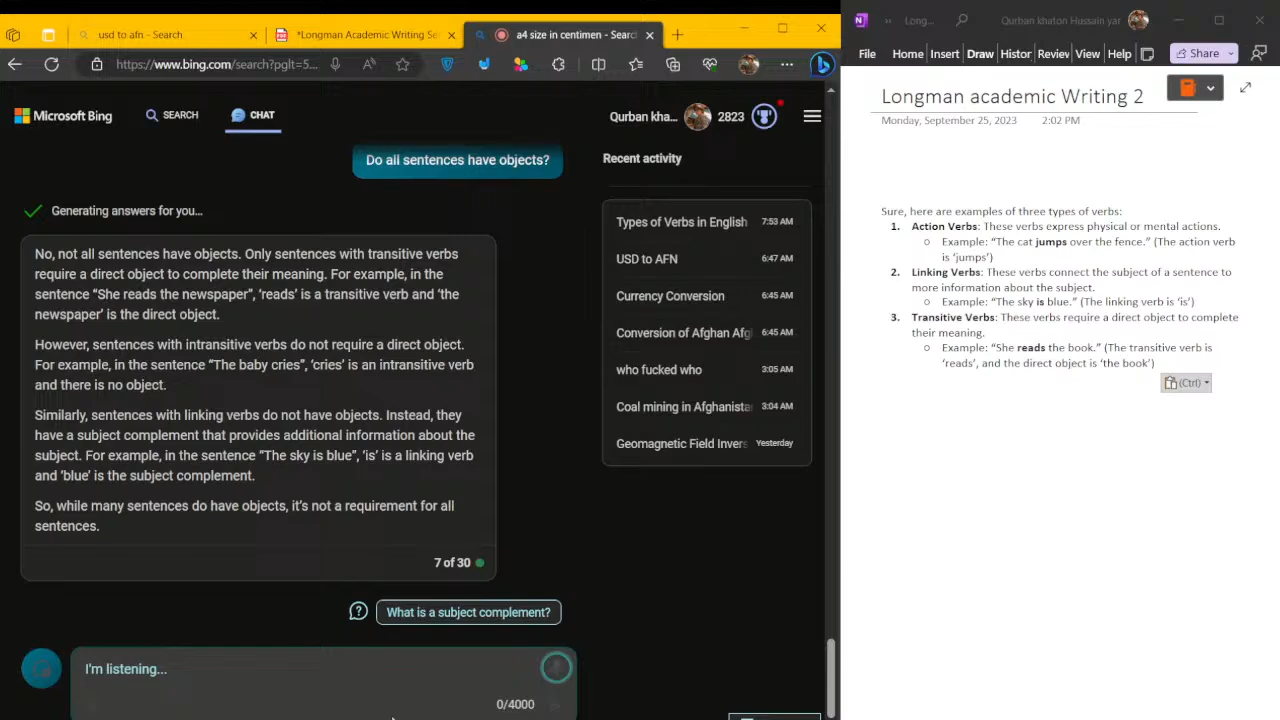 usd to afn - Search
*Longman Academic Writing Se
a4 size in centimen - Search
https://www.bing.com/search?pglt=5...
Microsoft Bing
SEARCH
CHAT
Qurban kha...
2823
Do all sentences have objects?
Generating answers for you...
No, not all sentences have objects. Only sentences with transitive verbs
require a direct object to complete their meaning. For example, in the
sentence “She reads the newspaper”, ‘reads’ is a transitive verb and ‘the
newspaper’ is the direct object.
However, sentences with intransitive verbs do not require a direct object.
For example, in the sentence “The baby cries”, ‘cries’ is an intransitive verb
and there is no object.
Similarly, sentences with linking verbs do not have objects. Instead, they
have a subject complement that provides additional information about the
subject. For example, in the sentence “The sky is blue”, ‘is’ is a linking verb
and ‘blue’ is the subject complement.
So, while many sentences do have objects, it’s not a requirement for all
sentences.
7 of 30
What is a subject complement?
I'm listening...
0/4000
Recent activity
Types of Verbs in English 7:53 AM
USD to AFN 6:47 AM
Currency Conversion 6:45 AM
Conversion of Afghan Afg 6:45 AM
who fucked who 3:05 AM
Coal mining in Afghanista 3:04 AM
Geomagnetic Field Invers Yesterday
Long...
Qurban khuton Hussain yar
File Home Insert Draw Histor Review View Help Share
Longman academic Writing 2
Monday, September 25, 2023 2:02 PM
Sure, here are examples of three types of verbs:
1. Action Verbs: These verbs express physical or mental actions.
○ Example: “The cat jumps over the fence.” (The action verb
is ‘jumps’)
2. Linking Verbs: These verbs connect the subject of a sentence to
more information about the subject.
○ Example: “The sky is blue.” (The linking verb is ‘is’)
3. Transitive Verbs: These verbs require a direct object to complete
their meaning.
○ Example: “She reads the book.” (The transitive verb is
‘reads’, and the direct object is ‘the book’)
(Ctrl)